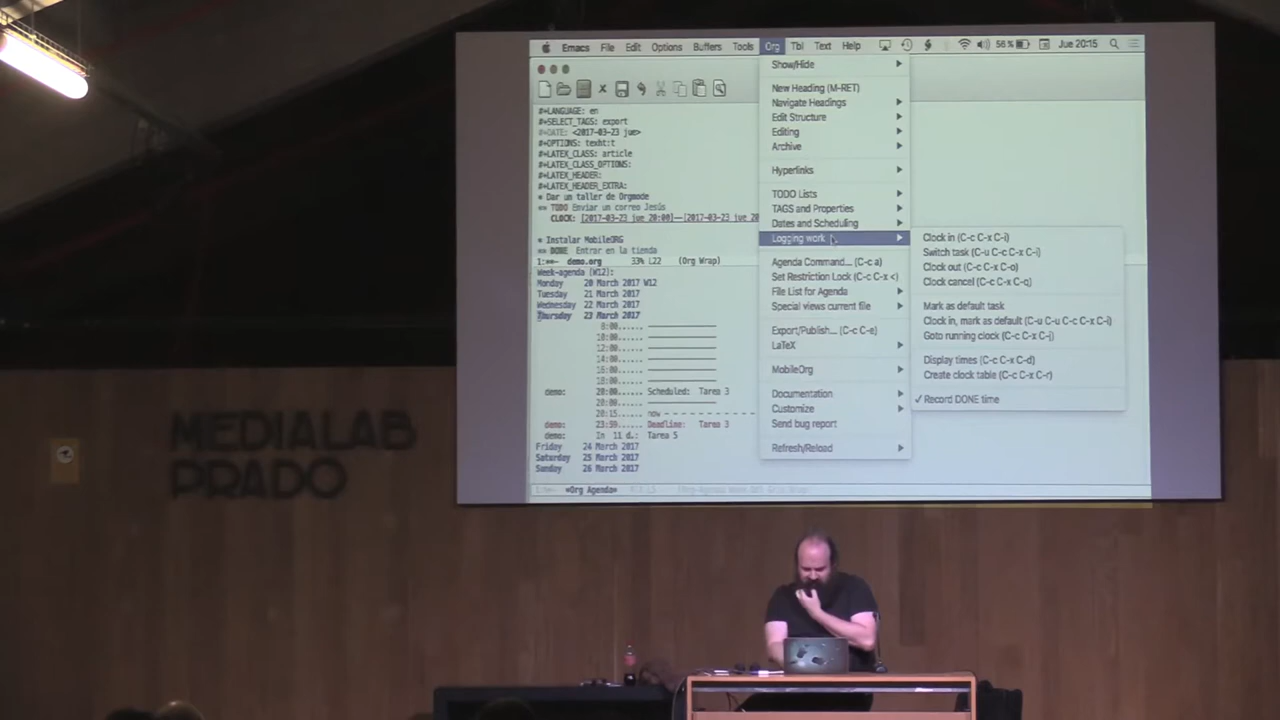 Emacs File Edit Options Buffers Tools Org Tbl Text Help 56% Jue 20:15
#+LANGUAGE: en
#+SELECT_TAGS: export
#+DATE: <2017-03-23 jue>
#+OPTIONS: texht:t
#+LATEX_CLASS: article
#+LATEX_CLASS_OPTIONS:
#+LATEX_HEADER:
#+LATEX_HEADER_EXTRA:
* Dar un taller de Orgmode
** TODO Enviar un correo Jesús
CLOCK: [2017-03-23 jue 20:00]--[2017-03-23 jue 20
* Instalar MobileORG
** DONE Entrar en la tienda
1:**- demo.org 33% L22 (Org Wrap)
Week-agenda (W12):
Monday 20 March 2017 W12
Tuesday 21 March 2017
Wednesday 22 March 2017
Thursday 23 March 2017
8:00...... ----------------
10:00...... ----------------
12:00...... ----------------
14:00...... ----------------
16:00...... ----------------
18:00...... ----------------
demo: 20:00...... Scheduled: Tarea 3
20:00...... ----------------
20:15...... now - - - - - - - - - -
demo: 23:59...... Deadline: Tarea 3
demo: In 11 d.: Tarea 5
Friday 24 March 2017
Saturday 25 March 2017
Sunday 26 March 2017
*Org Agenda*
Show/Hide
New Heading (M-RET)
Navigate Headings
Edit Structure
Editing
Archive
Hyperlinks
TODO Lists
TAGS and Properties
Dates and Scheduling
Logging work
Agenda Command... (C-c a)
Set Restriction Lock (C-c C-x <)
File List for Agenda
Special views current file
Export/Publish... (C-c C-e)
LaTeX
MobileOrg
Documentation
Customize
Send bug report
Refresh/Reload
Clock in (C-c C-x C-i)
Switch task (C-u C-c C-x C-i)
Clock out (C-c C-x C-o)
Clock cancel (C-c C-x C-q)
Mark as default task
Clock in, mark as default (C-u C-u C-c C-x C-i)
Goto running clock (C-c C-x C-j)
Display times (C-c C-x C-d)
Create clock table (C-c C-x C-r)
✓ Record DONE time
MEDIALAB
PRADO